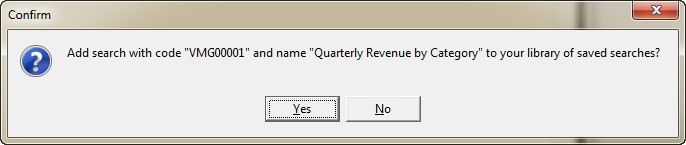 Confirm
Add search with code "VMG00001" and name "Quarterly Revenue by Category" to your library of saved searches?
Yes
No